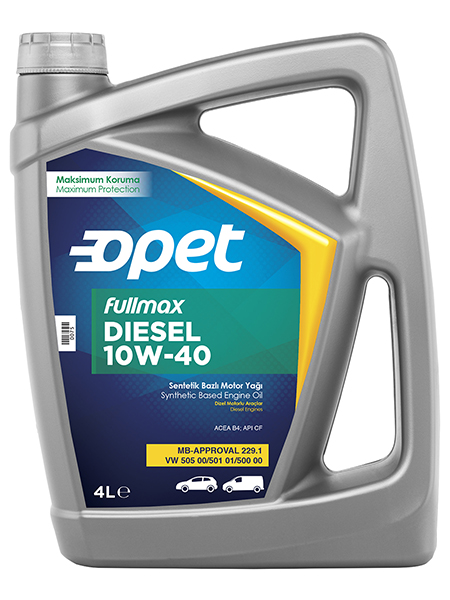 Maksimum Koruma
Maximum Protection
opet
fullmax
DIESEL
10W-40
0075
Sentetik Bazlı Motor Yağı
Synthetic Based Engine Oil
Dizel Motorlu Araçlar
Diesel Engines
ACEA B4; API CF
MB-APPROVAL 229.1
VW 505 00/501 01/500 00
4L℮